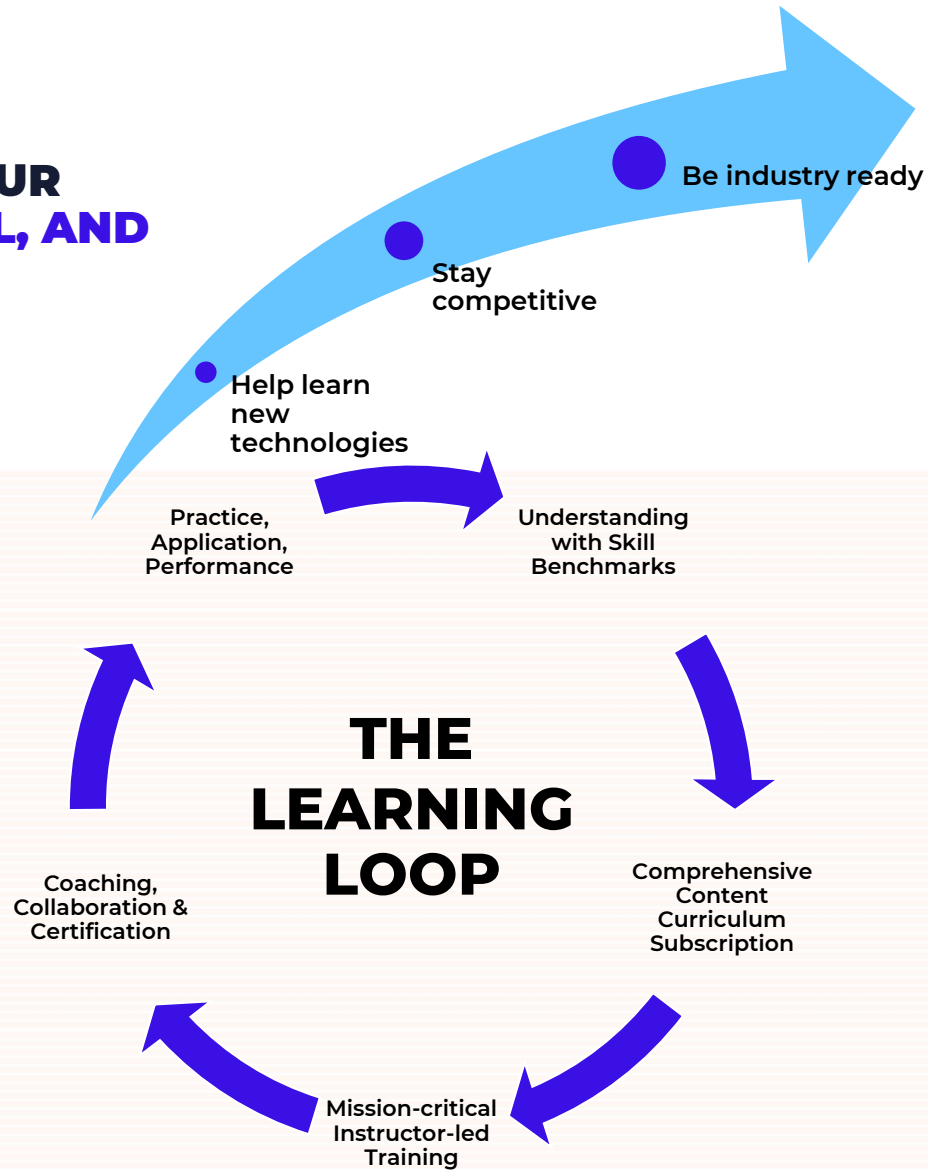 UR
L, AND
Be industry ready
Stay
competitive
Help learn
new
technologies
Practice,
Application,
Performance
Understanding
with Skill
Benchmarks
THE
LEARNING
LOOP
Comprehensive
Content
Curriculum
Subscription
Coaching,
Collaboration &
Certification
Mission-critical
Instructor-led
Training